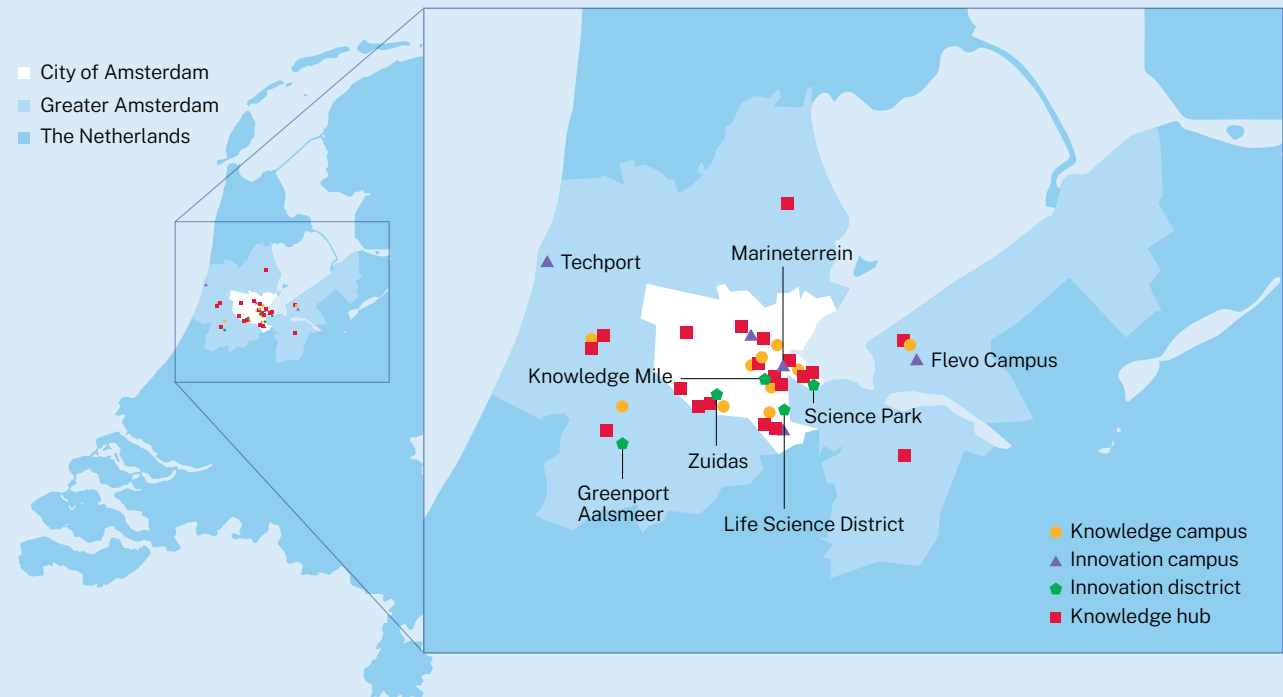 City of Amsterdam
Greater Amsterdam
The Netherlands
Marineterrein
Techport
Flevo Campus
Knowledge Mile
Science Park
Zuidas
Greenport
Aalsmeer
Life Science District
Knowledge campus
Innovation campus
Innovation disctrict
Knowledge hub